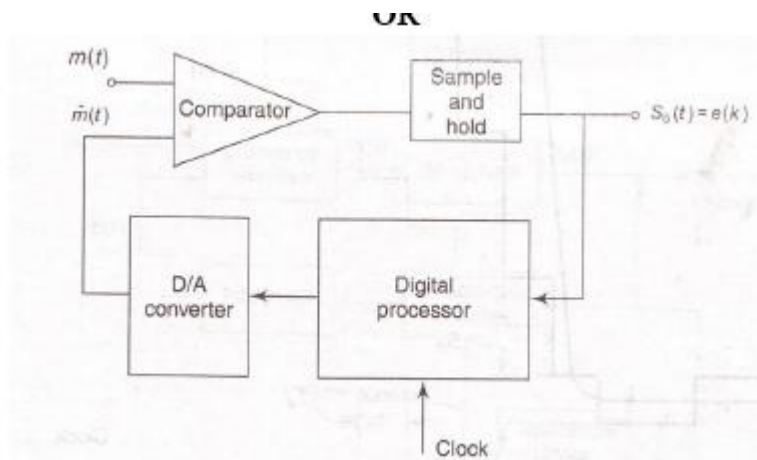 OR
m(t)
m̃(t)
Comparator
Sample
and
hold
S₀(t) = e(k)
D/A
converter
Digital
processor
Clock